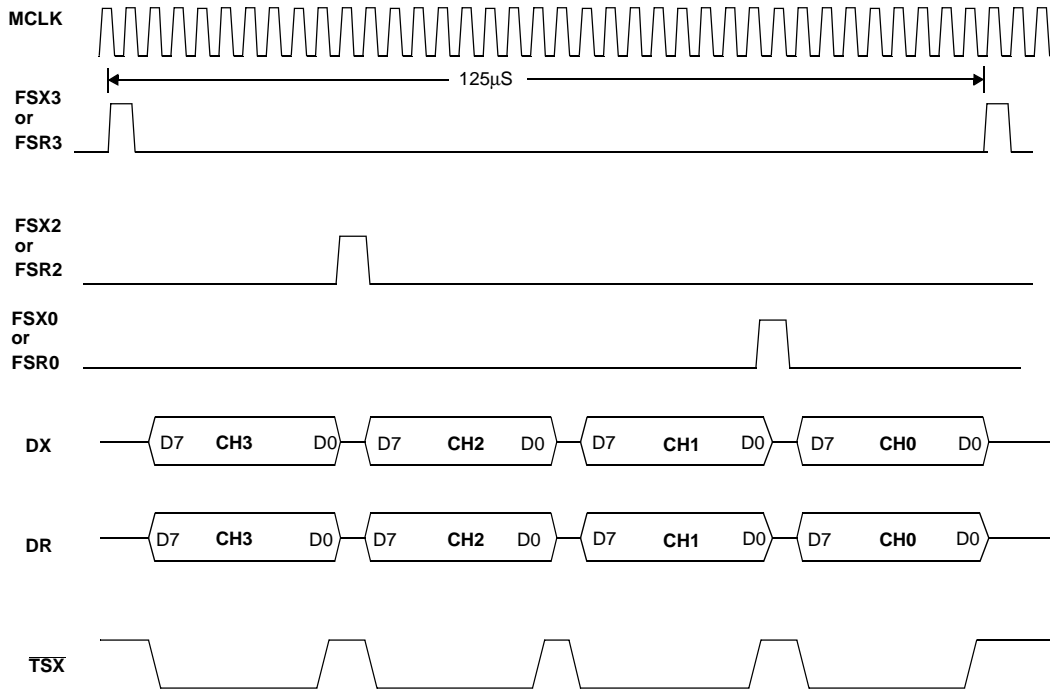 MCLK
125µS
FSX3
or
FSR3
FSX2
or
FSR2
FSX0
or
FSR0
DX D7 CH3 D0 D7 CH2 D0 D7 CH1 D0 D7 CH0 D0
DR D7 CH3 D0 D7 CH2 D0 D7 CH1 D0 D7 CH0 D0
TSX